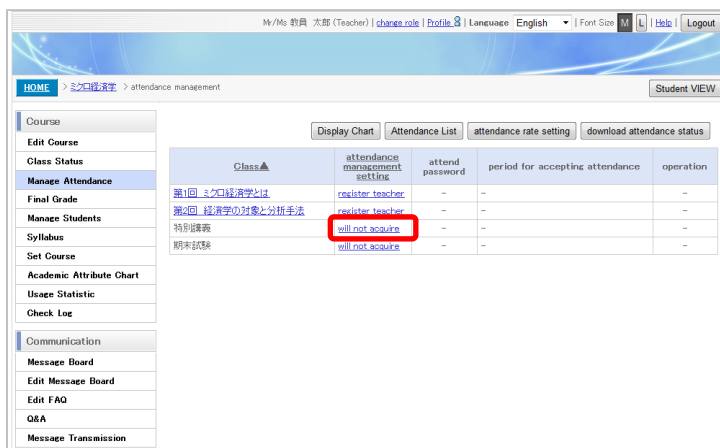 Mr/Ms 教員 太郎 (Teacher) | change role | Profile | Language English | Font Size M L | Help | Logout
HOME > ミクロ経済学 > attendance management
Student VIEW
Course
Edit Course
Class Status
Manage Attendance
Final Grade
Manage Students
Syllabus
Set Course
Academic Attribute Chart
Usage Statistic
Check Log
Communication
Message Board
Edit Message Board
Edit FAQ
Q&A
Message Transmission
Display Chart Attendance List attendance rate setting download attendance status
Class▲ attendance management setting attend password period for accepting attendance operation
第1回 ミクロ経済学とは register teacher - - -
第2回 経済学の対象と分析手法 register teacher - - -
特別講義 will not acquire - - -
期末試験 will not acquire - - -